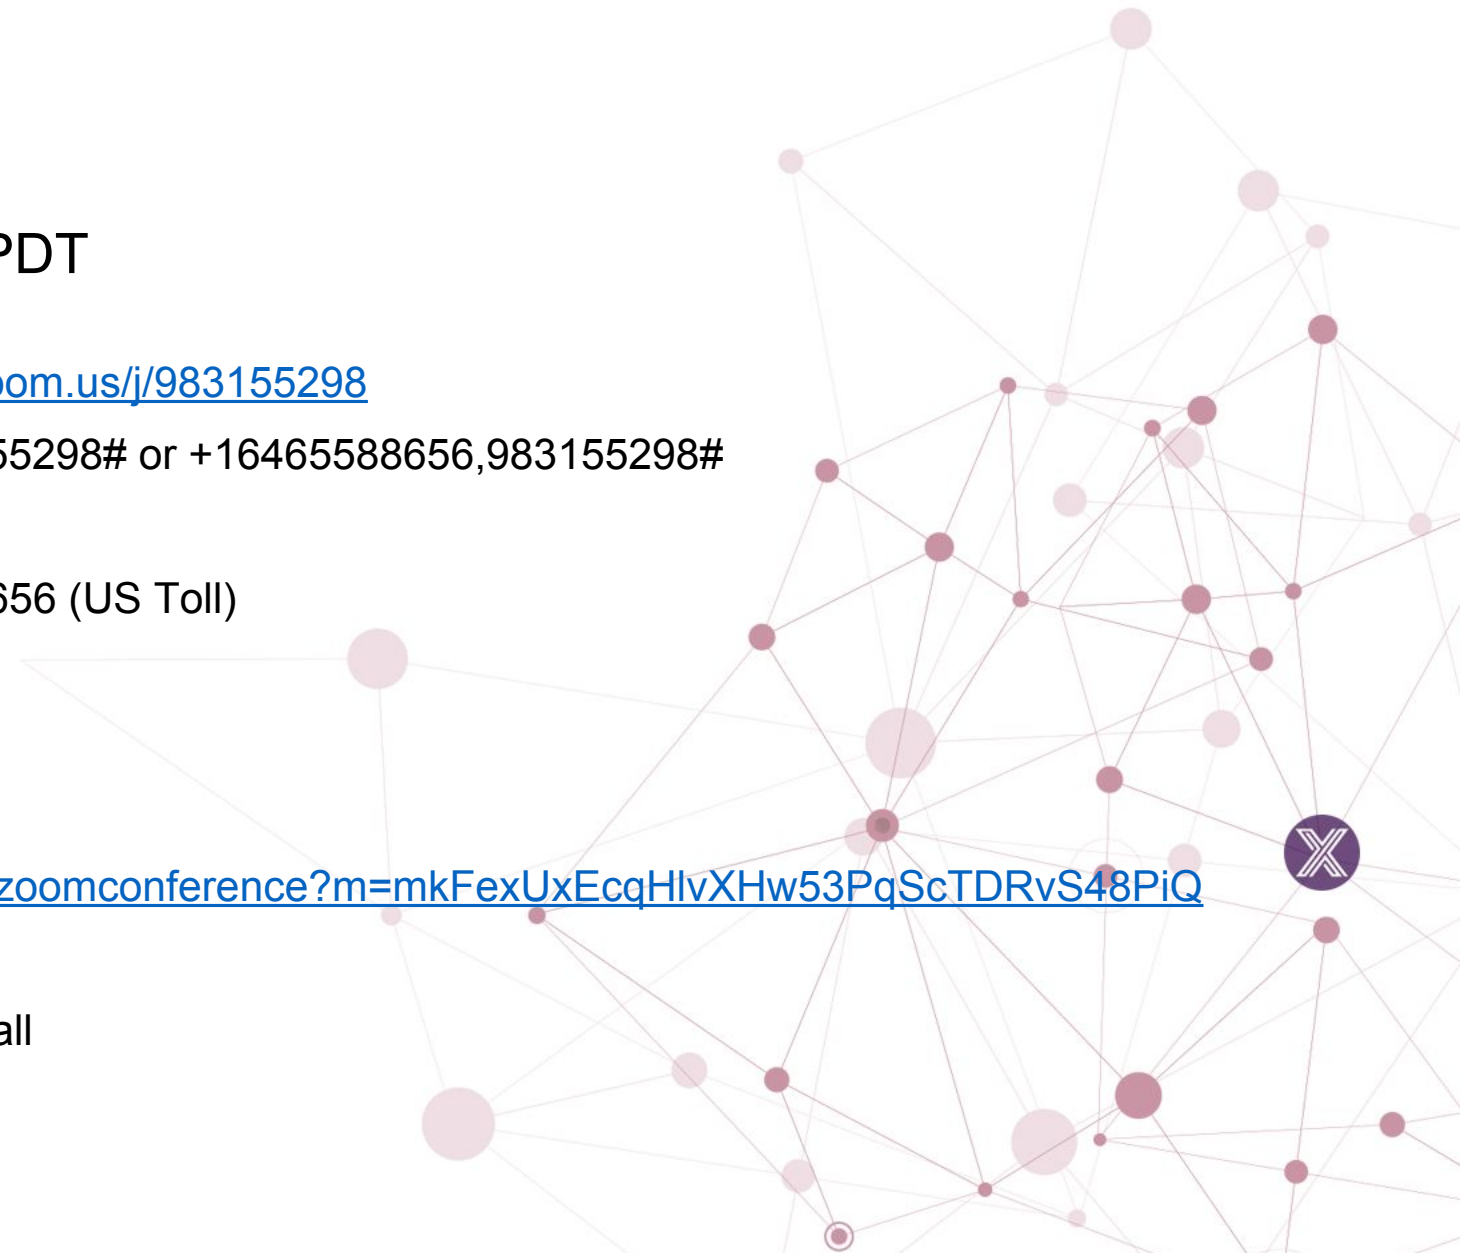 PDT
oom.us/j/983155298
55298# or +16465588656,983155298#
656 (US Toll)
zoomconference?m=mkFexUxEcqHlvXHw53PqScTDRvS48PiQ
all